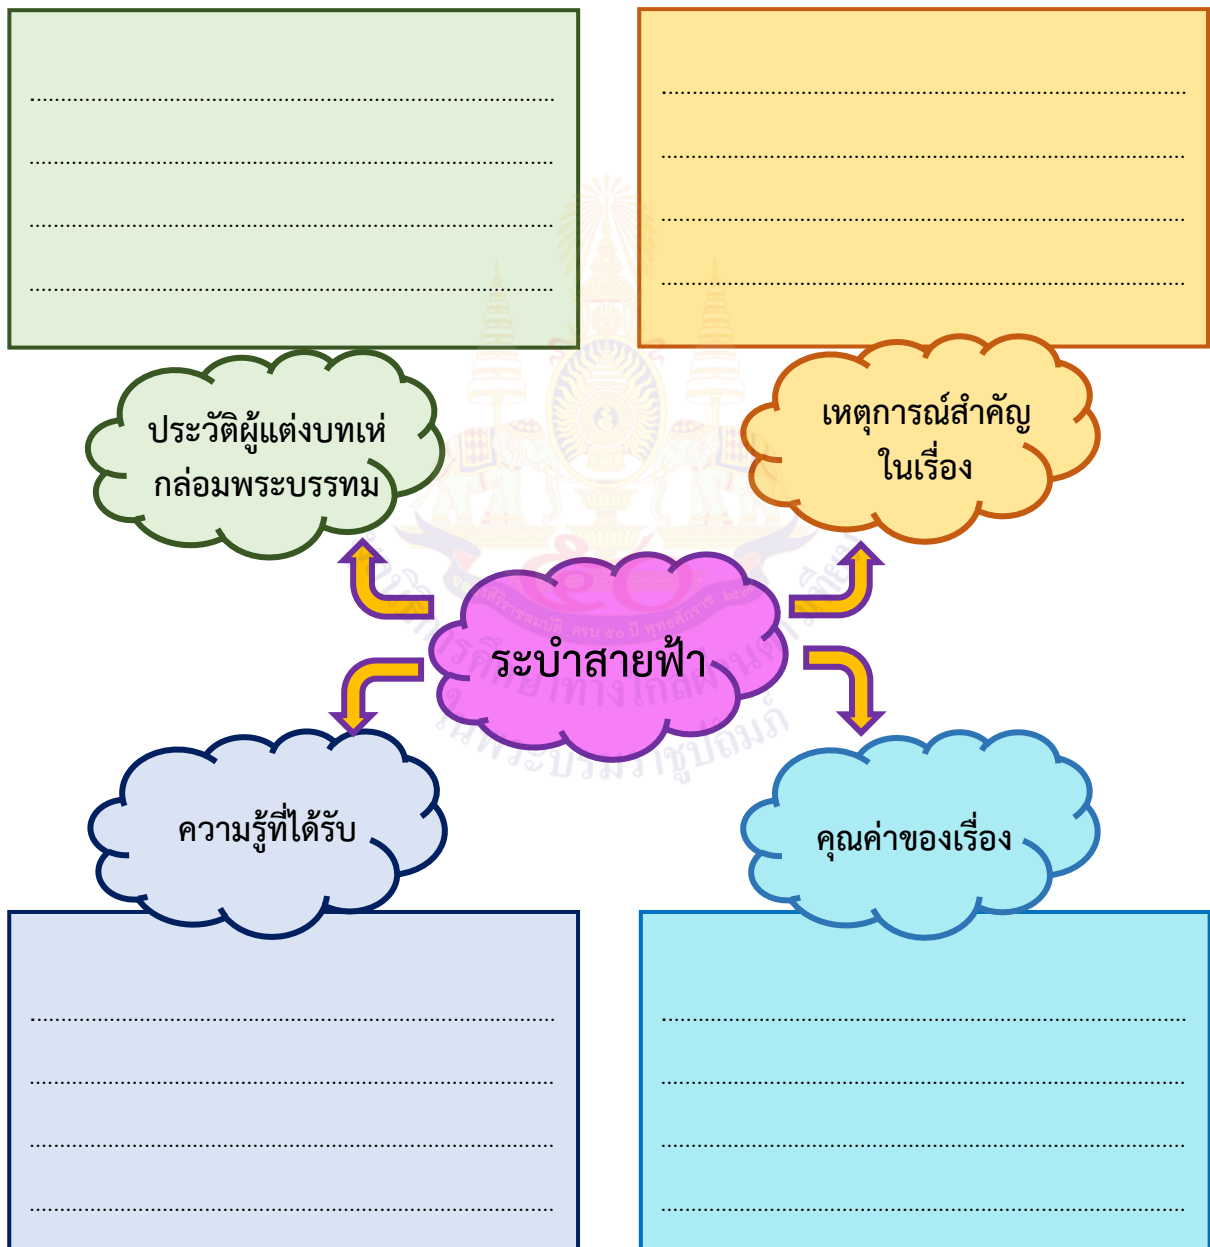 ประวัติผู้แต่งบทเห่
กล่อมพระบรรทม
เหตุการณ์สำคัญ
ในเรื่อง
ระบำสายฟ้า
ความรู้ที่ได้รับ
คุณค่าของเรื่อง